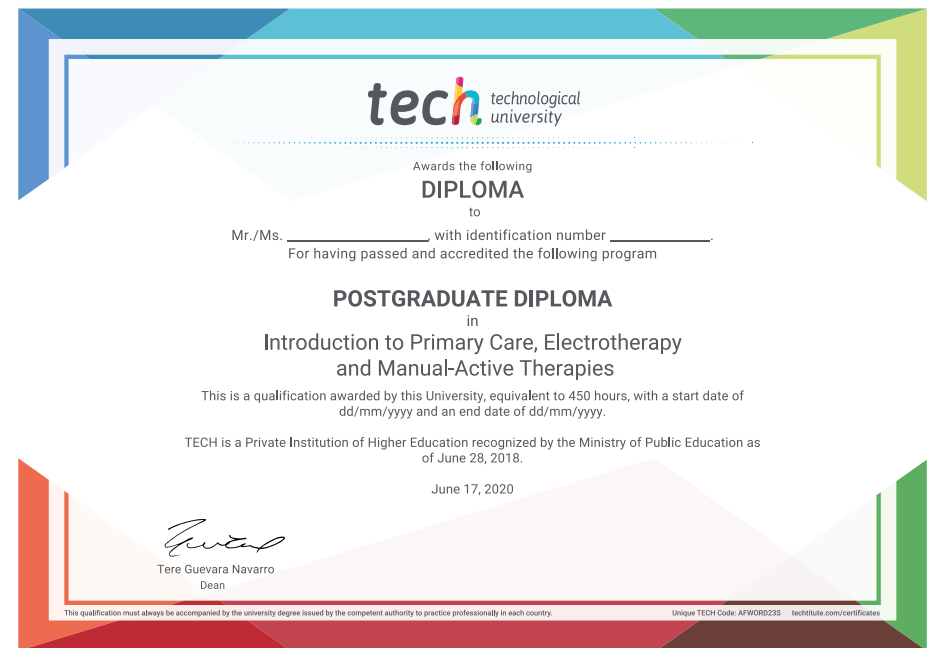 tech technological
university
Awards the following
DIPLOMA
to
Mr./Ms. ____________________, with identification number ______________.
For having passed and accredited the following program
POSTGRADUATE DIPLOMA
in
Introduction to Primary Care, Electrotherapy
and Manual-Active Therapies
This is a qualification awarded by this University, equivalent to 450 hours, with a start date of
dd/mm/yyyy and an end date of dd/mm/yyyy.
TECH is a Private Institution of Higher Education recognized by the Ministry of Public Education as
of June 28, 2018.
June 17, 2020
Tere Guevara Navarro
Dean
This qualification must always be accompanied by the university degree issued by the competent authority to practice professionally in each country. Unique TECH Code: AFWORD23S techtitute.com/certificates